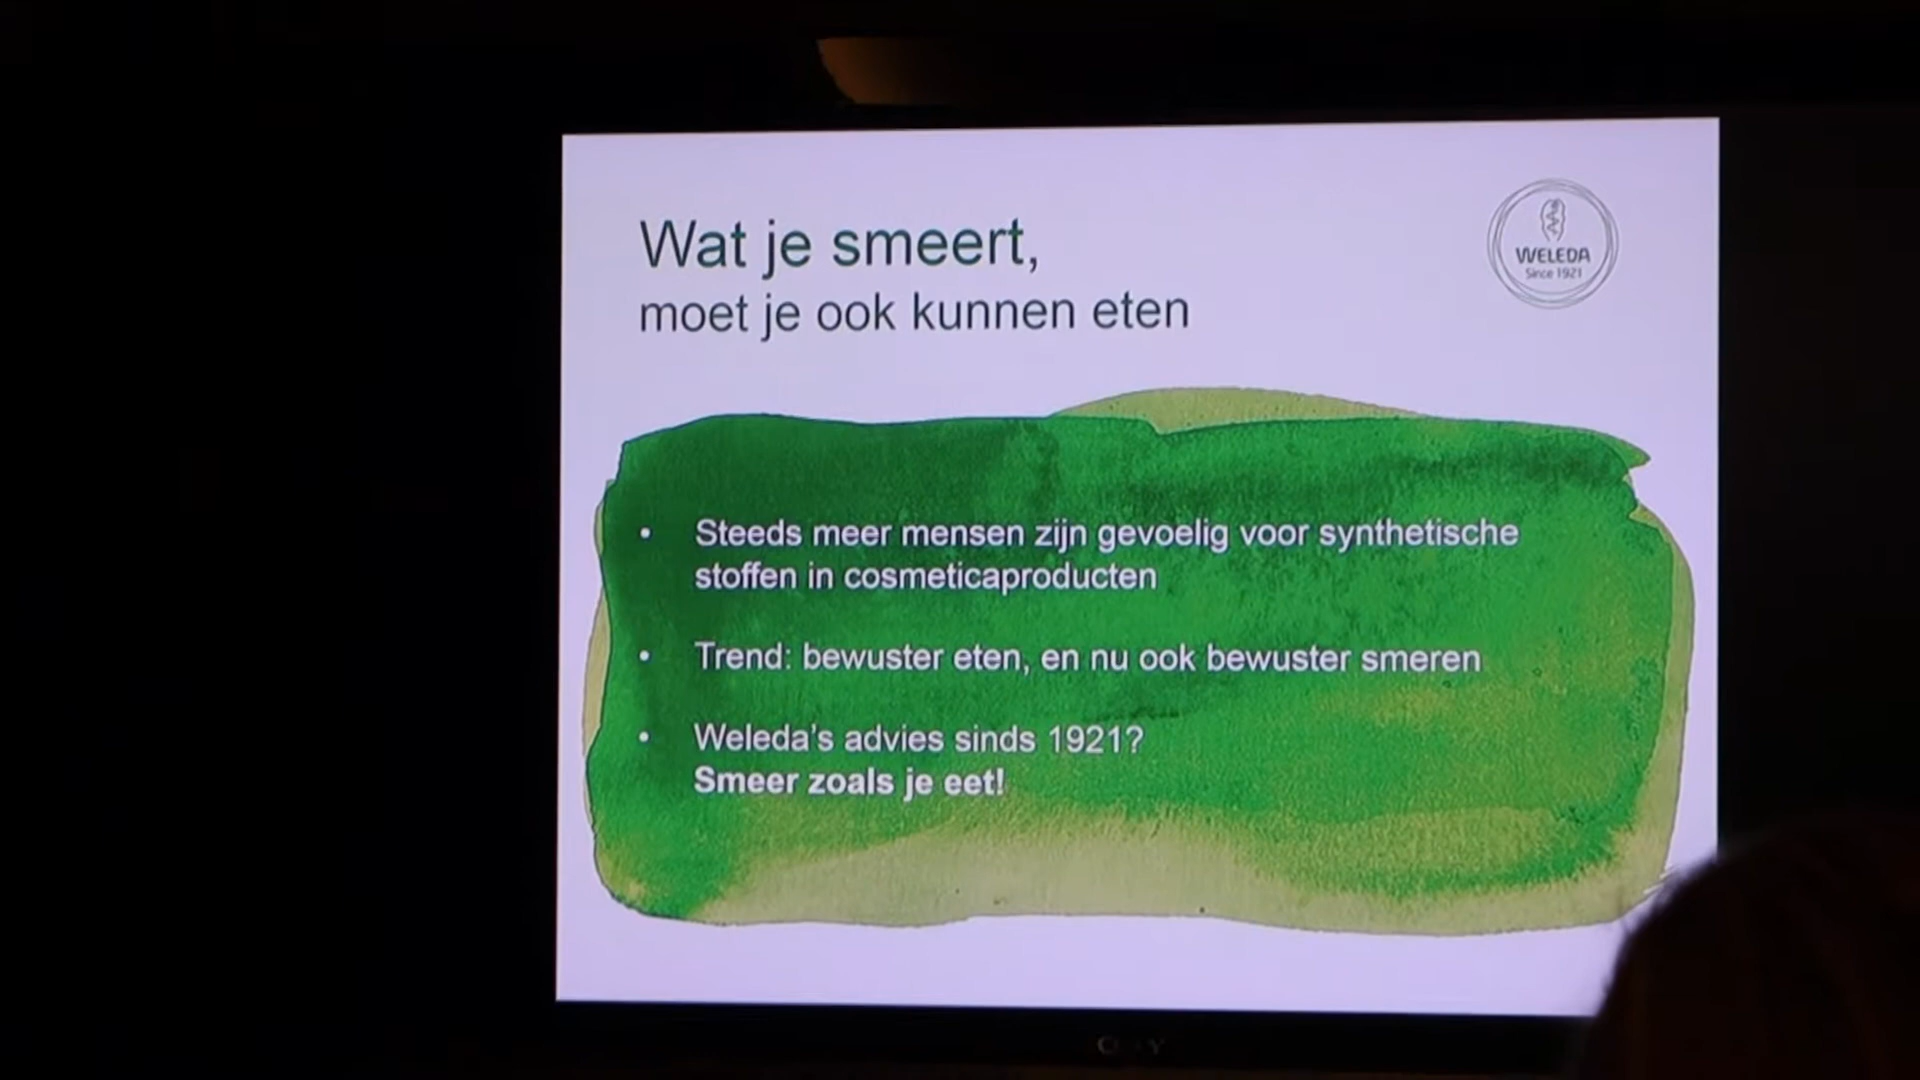 Wat je smeert,
moet je ook kunnen eten
WELEDA
Since 1921
• Steeds meer mensen zijn gevoelig voor synthetische
stoffen in cosmeticaproducten
• Trend: bewuster eten, en nu ook bewuster smeren
• Weleda's advies sinds 1921?
Smeer zoals je eet!